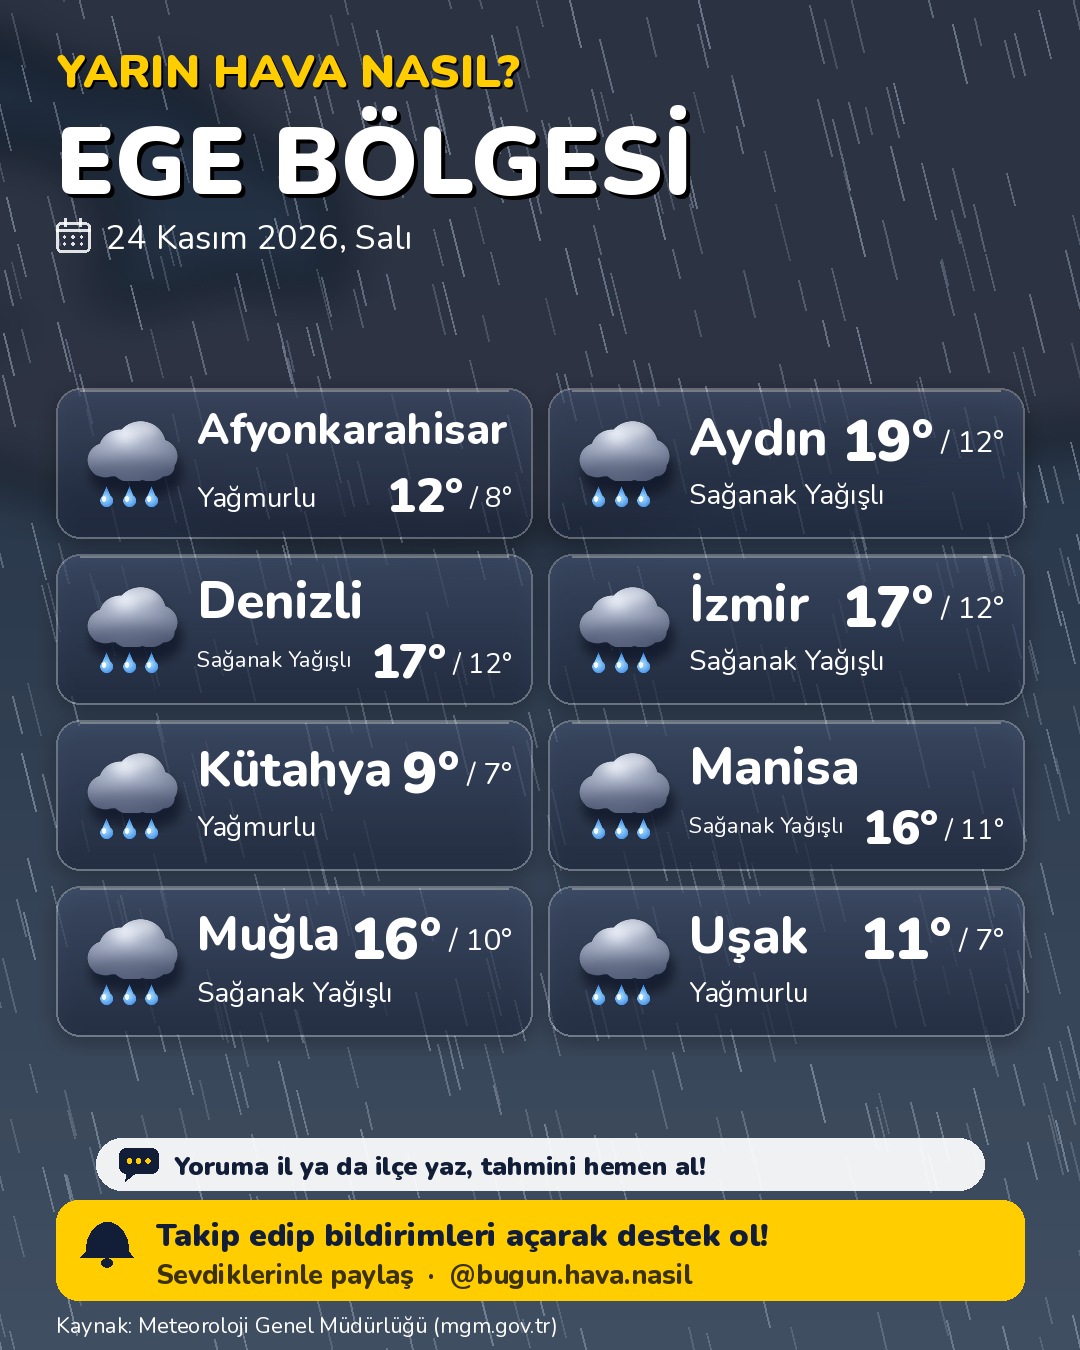 YARIN HAVA NASIL?
EGE BÖLGESİ
24 Kasım 2026, Salı
Afyonkarahisar
Yağmurlu 12° / 8°
Aydın 19° / 12°
Sağanak Yağışlı
Denizli
Sağanak Yağışlı 17° / 12°
İzmir 17° / 12°
Sağanak Yağışlı
Kütahya 9° / 7°
Yağmurlu
Manisa
Sağanak Yağışlı 16° / 11°
Muğla 16° / 10°
Sağanak Yağışlı
Uşak 11° / 7°
Yağmurlu
Yoruma il ya da ilçe yaz, tahmini hemen al!
Takip edip bildirimleri açarak destek ol!
Sevdiklerinle paylaş · @bugun.hava.nasil
Kaynak: Meteoroloji Genel Müdürlüğü (mgm.gov.tr)